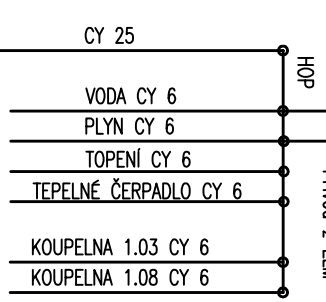 CY 25
HOP
VODA CY 6
PLYN CY 6
TOPENÍ CY 6
TEPELNÉ ČERPADLO CY 6
KOUPELNA 1.03 CY 6
KOUPELNA 1.08 CY 6